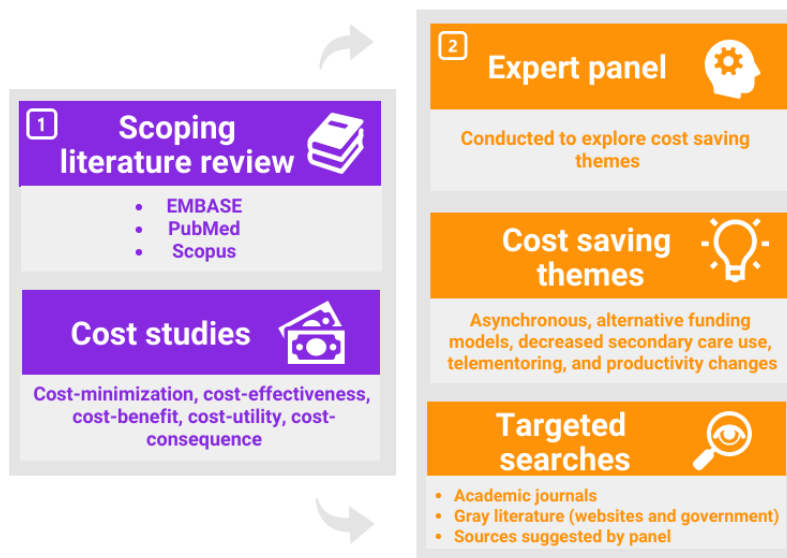 1
Scoping
literature review
• EMBASE
• PubMed
• Scopus
Cost studies
Cost-minimization, cost-effectiveness,
cost-benefit, cost-utility, cost-
consequence
2
Expert panel
Conducted to explore cost saving
themes
Cost saving
themes
Asynchronous, alternative funding
models, decreased secondary care use,
telementoring, and productivity changes
Targeted
searches
• Academic journals
• Gray literature (websites and government)
• Sources suggested by panel